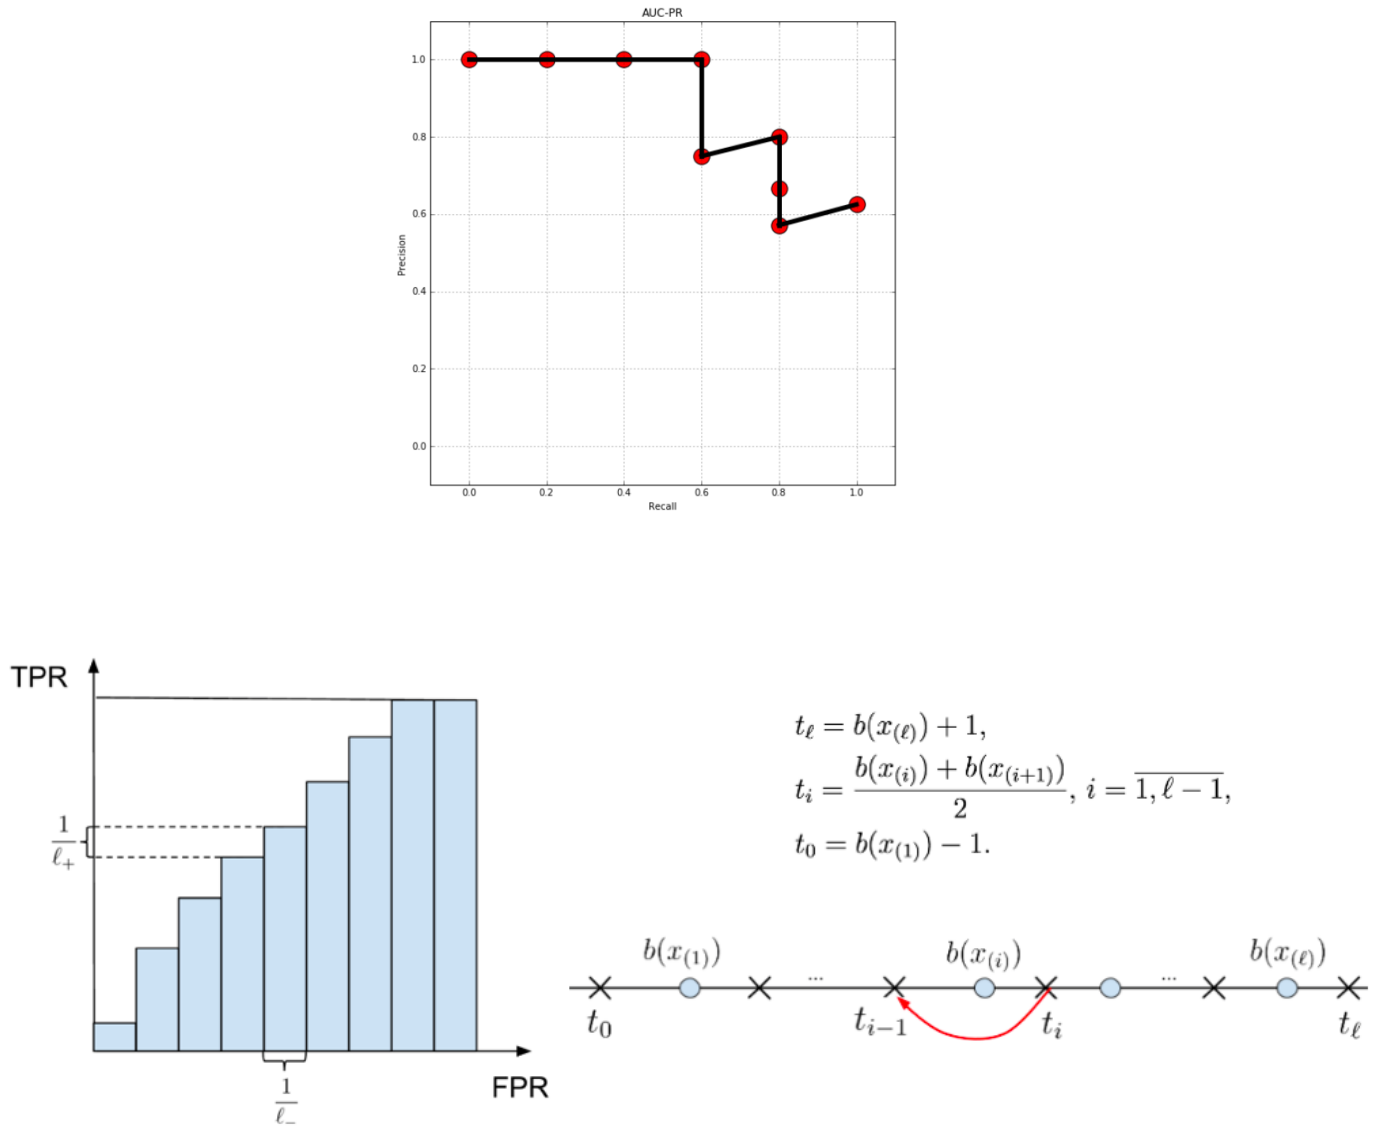 AUC-PR
1.0
0.8
0.6
0.4
0.2
0.0
Precision
0.0 0.2 0.4 0.6 0.8 1.0
Recall
TPR
1/ℓ₊
1/ℓ₋
FPR
t_ℓ = b(x_(ℓ)) + 1,
t_i = (b(x_(i)) + b(x_(i+1)))/2, i = \overline{1, ℓ − 1},
t_0 = b(x_(1)) − 1.
b(x_(1)) ... b(x_(i)) ... b(x_(ℓ))
t_0 t_{i−1} t_i t_ℓ